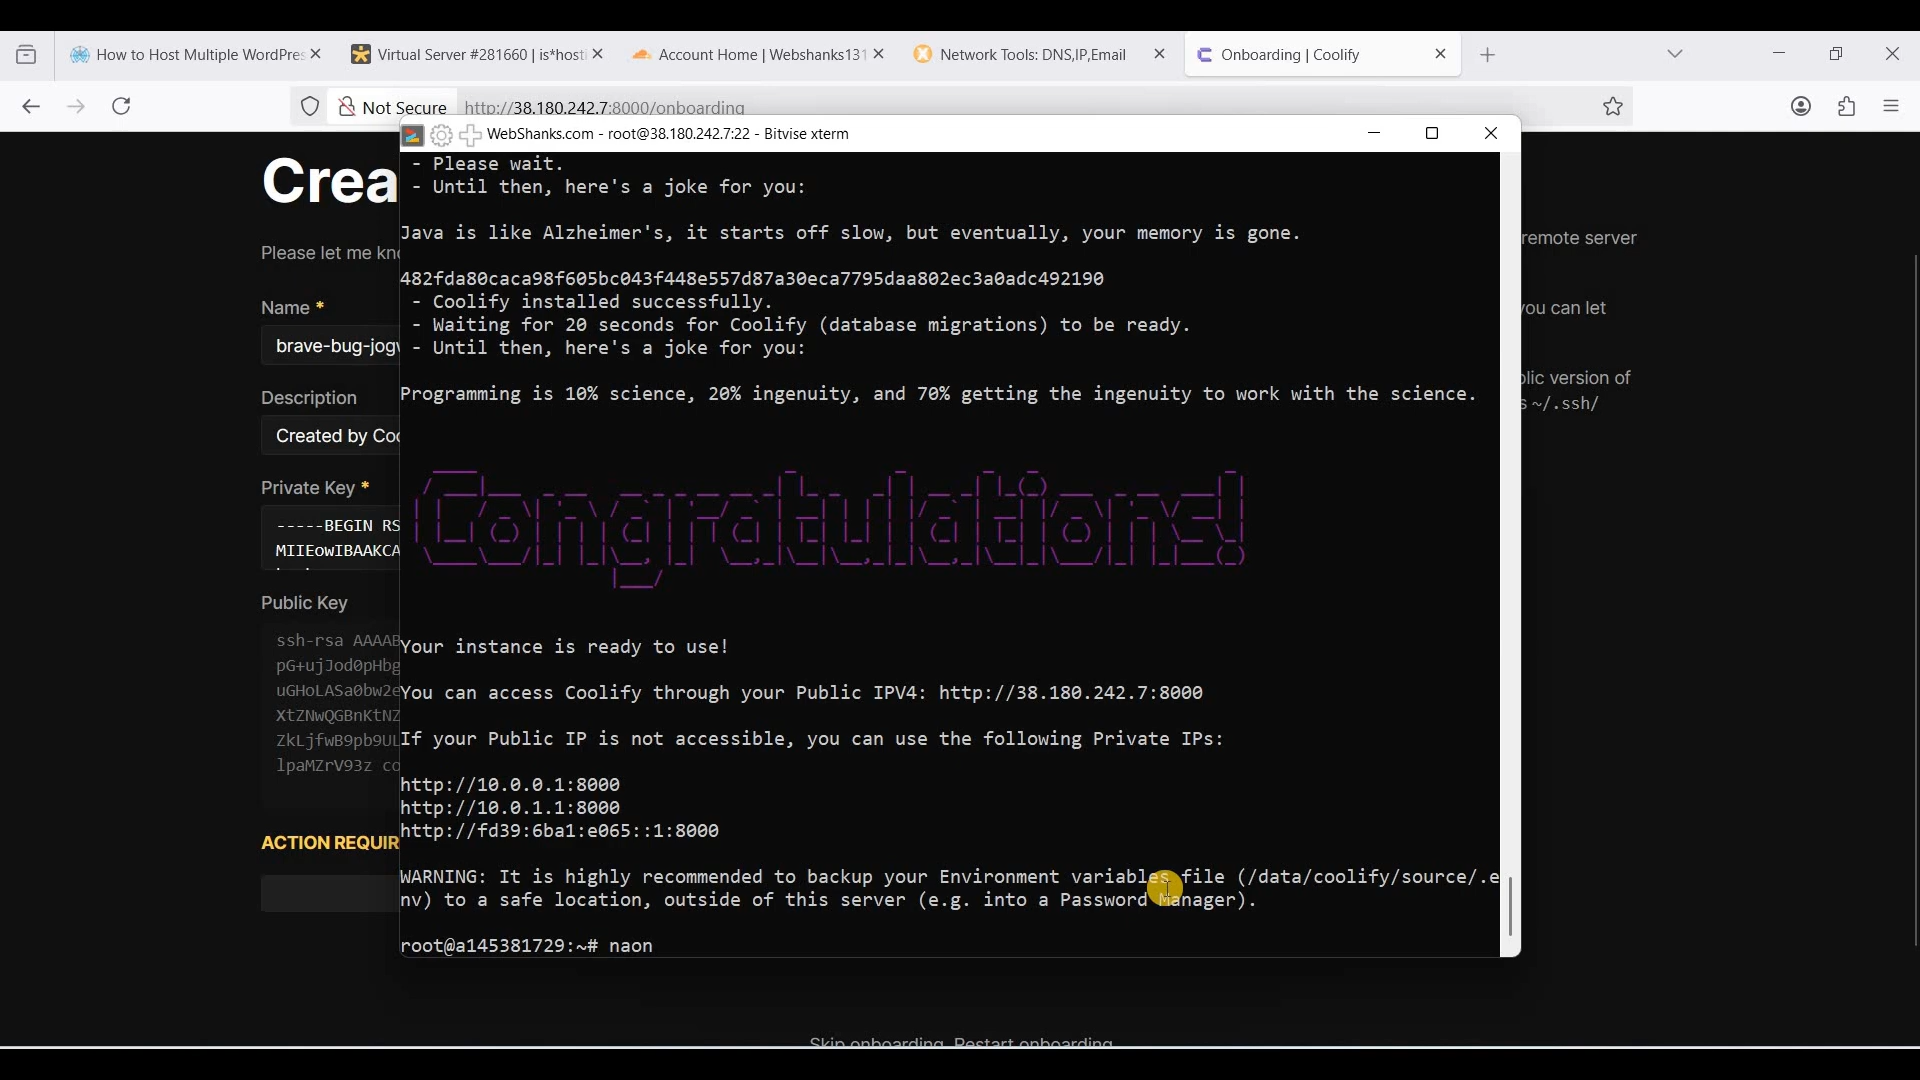 How to Host Multiple WordPres
Virtual Server #281660 | is*hosti
Account Home | Webshanks131
Network Tools: DNS,IP,Email
Onboarding | Coolify
Not Secure
http://38.180.242.7:8000/onboarding
WebShanks.com - root@38.180.242.7:22 - Bitvise xterm
Crea
Please let me kn
Name *
brave-bug-jog
Description
Created by Coo
Private Key *
-----BEGIN RS
MIIEowIBAAKCA
Public Key
ssh-rsa AAAAB
pG+ujJod0pHbg
uGHoLASa0bw2e
XtZNwQGBnKtNZ
ZkLjfwB9pb9UL
lpaMZrV93z co
ACTION REQUIR
- Please wait.
- Until then, here's a joke for you:
Java is like Alzheimer's, it starts off slow, but eventually, your memory is gone.
482fda80caca98f605bc043f448e557d87a30eca7795daa802ec3a0adc492190
- Coolify installed successfully.
- Waiting for 20 seconds for Coolify (database migrations) to be ready.
- Until then, here's a joke for you:
Programming is 10% science, 20% ingenuity, and 70% getting the ingenuity to work with the science.
Congratulations!
Your instance is ready to use!
You can access Coolify through your Public IPV4: http://38.180.242.7:8000
If your Public IP is not accessible, you can use the following Private IPs:
http://10.0.0.1:8000
http://10.0.1.1:8000
http://fd39:6ba1:e065::1:8000
WARNING: It is highly recommended to backup your Environment variables file (/data/coolify/source/.e
nv) to a safe location, outside of this server (e.g. into a Password Manager).
root@a145381729:~# naon
remote server
you can let
blic version of
s ~/.ssh/
Skip onboarding Restart onboarding